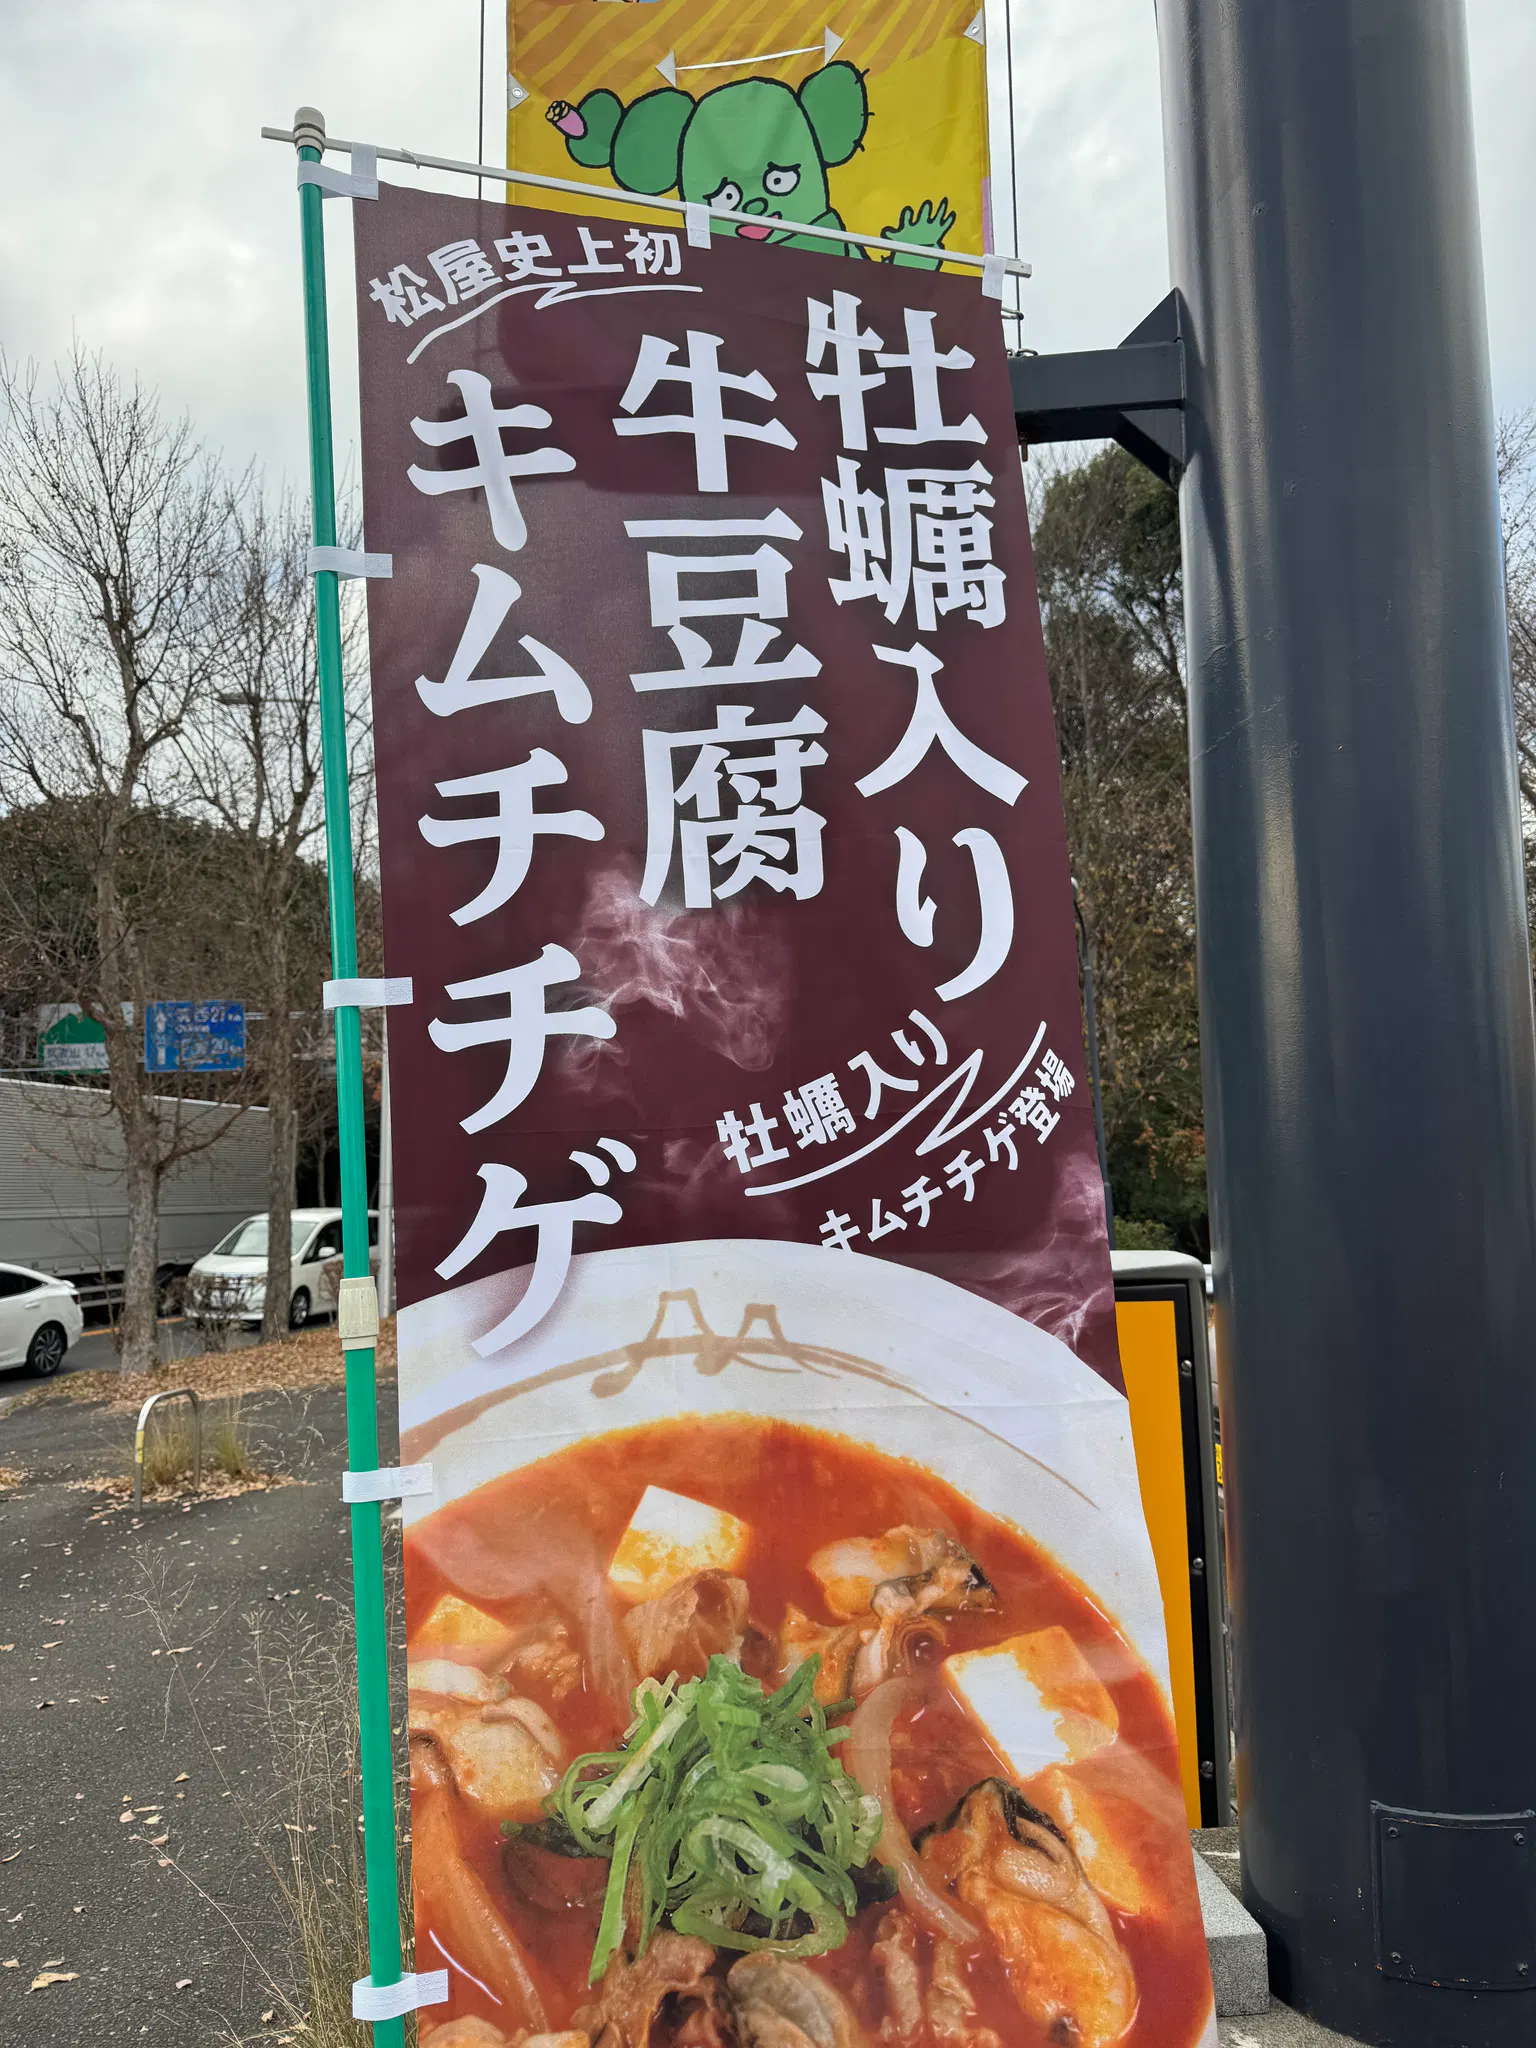 松屋史上初
牡蠣入り
牛豆腐
キムチチゲ
牡蠣入り
キムチチゲ登場